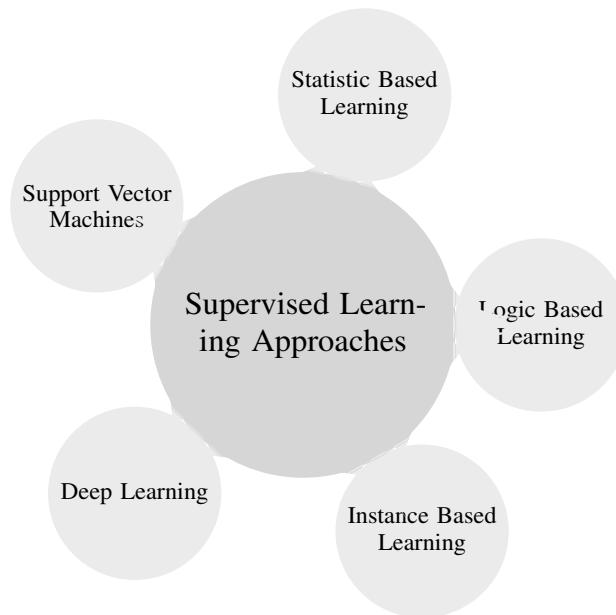 Statistic Based
Learning
Support Vector
Machines
Supervised Learn-
ing Approaches
Logic Based
Learning
Deep Learning
Instance Based
Learning